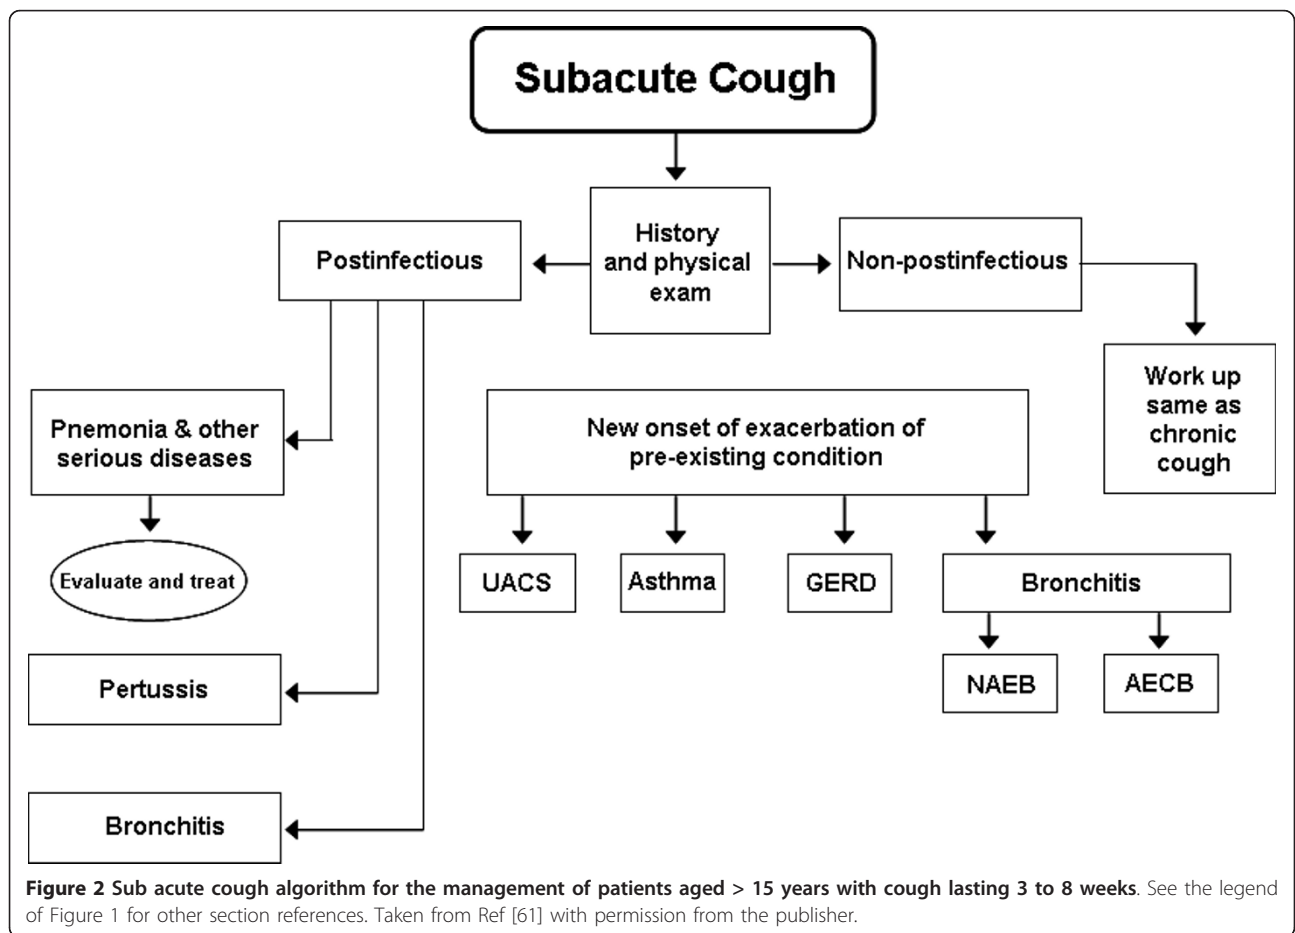 Subacute Cough
History
and physical
exam
Postinfectious
Non-postinfectious
Work up
same as
chronic
cough
Pnemonia & other
serious diseases
New onset of exacerbation of
pre-existing condition
Evaluate and treat
UACS
Asthma
GERD
Bronchitis
NAEB
AECB
Pertussis
Bronchitis
Figure 2 Sub acute cough algorithm for the management of patients aged > 15 years with cough lasting 3 to 8 weeks. See the legend
of Figure 1 for other section references. Taken from Ref [61] with permission from the publisher.